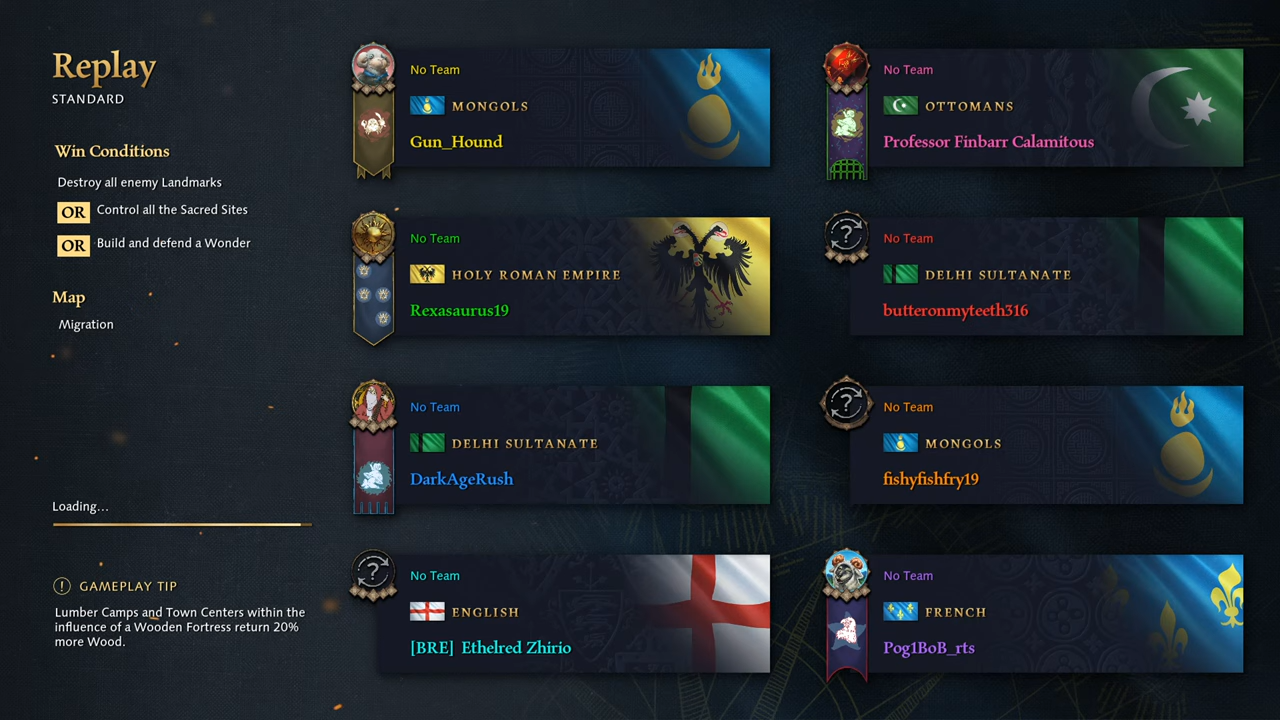 Replay
STANDARD
Win Conditions
Destroy all enemy Landmarks
OR Control all the Sacred Sites
OR Build and defend a Wonder
Map
Migration
Loading...
GAMEPLAY TIP
Lumber Camps and Town Centers within the
influence of a Wooden Fortress return 20%
more Wood.
No Team
MONGOLS
Gun_Hound
No Team
OTTOMANS
Professor Finbarr Calamitous
No Team
HOLY ROMAN EMPIRE
Rexasaurus19
No Team
DELHI SULTANATE
butteronmyteeth316
No Team
DELHI SULTANATE
DarkAgeRush
No Team
MONGOLS
fishyfishfry19
No Team
ENGLISH
[BRE] Ethelred Zhirio
No Team
FRENCH
Pog1BoB_rts